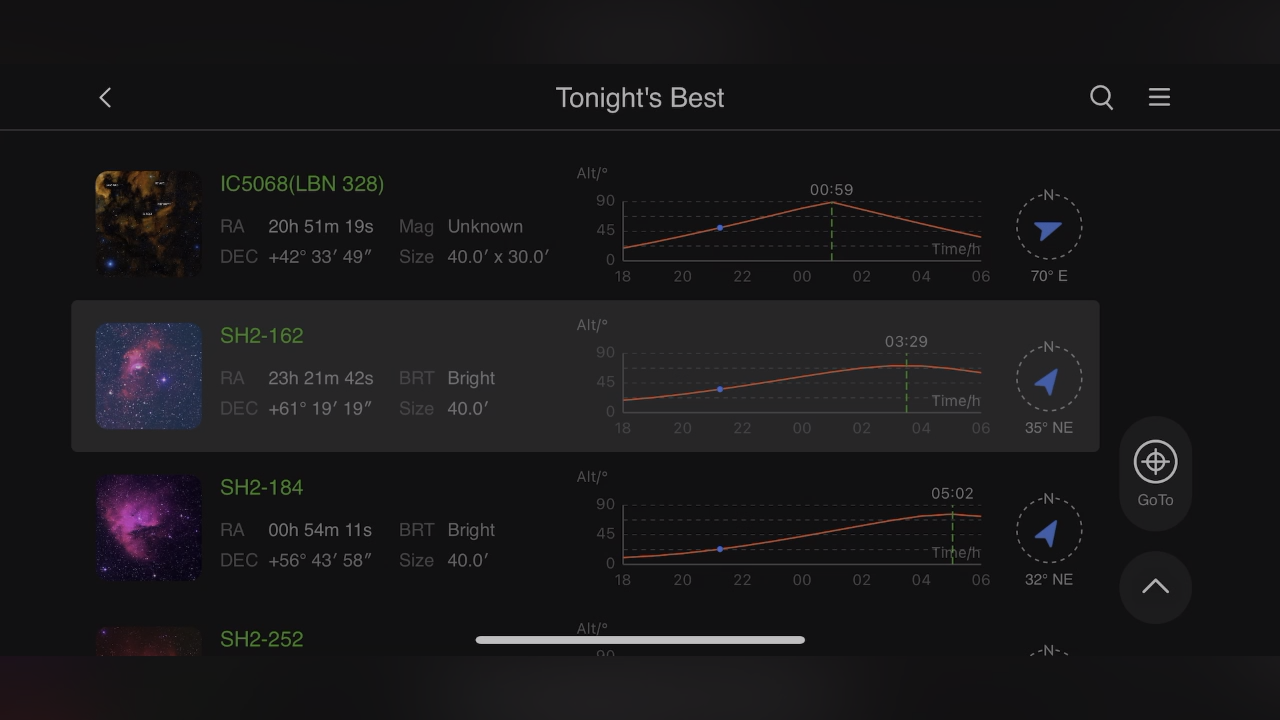 Tonight's Best
IC5068(LBN 328)
RA 20h 51m 19s Mag Unknown
DEC +42° 33′ 49″ Size 40.0′ x 30.0′
Alt/°
00:59
90
45
0
Time/h
18 20 22 00 02 04 06
N
70° E
SH2-162
RA 23h 21m 42s BRT Bright
DEC +61° 19′ 19″ Size 40.0′
Alt/°
03:29
90
45
0
Time/h
18 20 22 00 02 04 06
N
35° NE
SH2-184
RA 00h 54m 11s BRT Bright
DEC +56° 43′ 58″ Size 40.0′
Alt/°
05:02
90
45
0
Time/h
18 20 22 00 02 04 06
N
32° NE
GoTo
SH2-252
Alt/°
90
N